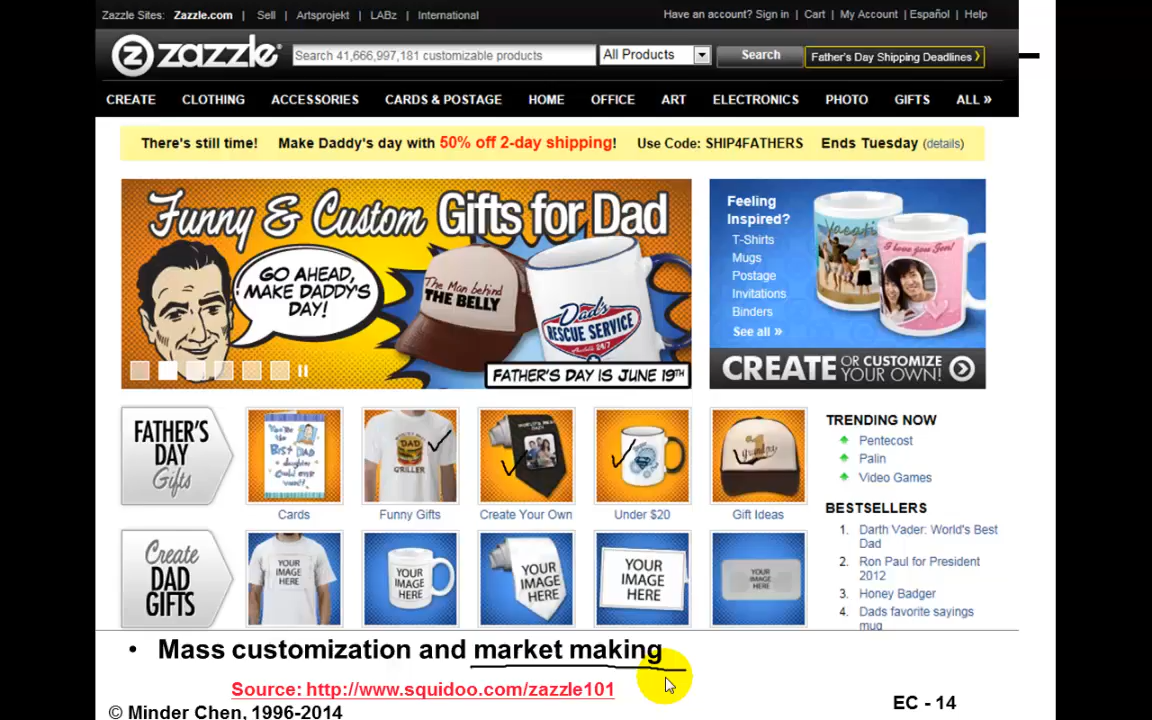 Zazzle Sites: Zazzle.com | Sell | Artsprojekt | LABz | International
Have an account? Sign in | Cart | My Account | Español | Help
zazzle
Search 41,666,997,181 customizable products
All Products
Search
Father's Day Shipping Deadlines
CREATE CLOTHING ACCESSORIES CARDS & POSTAGE HOME OFFICE ART ELECTRONICS PHOTO GIFTS ALL »
There's still time! Make Daddy's day with 50% off 2-day shipping! Use Code: SHIP4FATHERS Ends Tuesday (details)
Funny & Custom Gifts for Dad
GO AHEAD,
MAKE DADDY'S
DAY!
The Man behind
THE BELLY
Dad's
RESCUE SERVICE
FATHER'S DAY IS JUNE 19TH
Feeling
Inspired?
T-Shirts
Mugs
Postage
Invitations
Binders
See all »
CREATE OR CUSTOMIZE
YOUR OWN!
FATHER'S
DAY
Gifts
BEST DAD
DAD
GRILLER
Cards
Funny Gifts
Create Your Own
Under $20
Gift Ideas
Create
DAD
GIFTS
YOUR
IMAGE
HERE
YOUR
IMAGE
HERE
YOUR
IMAGE
HERE
YOUR
IMAGE
HERE
YOUR
IMAGE
HERE
TRENDING NOW
Pentecost
Palin
Video Games
BESTSELLERS
1. Darth Vader: World's Best
Dad
2. Ron Paul for President
2012
3. Honey Badger
4. Dads favorite sayings
mug
• Mass customization and market making
Source: http://www.squidoo.com/zazzle101
© Minder Chen, 1996-2014
EC - 14